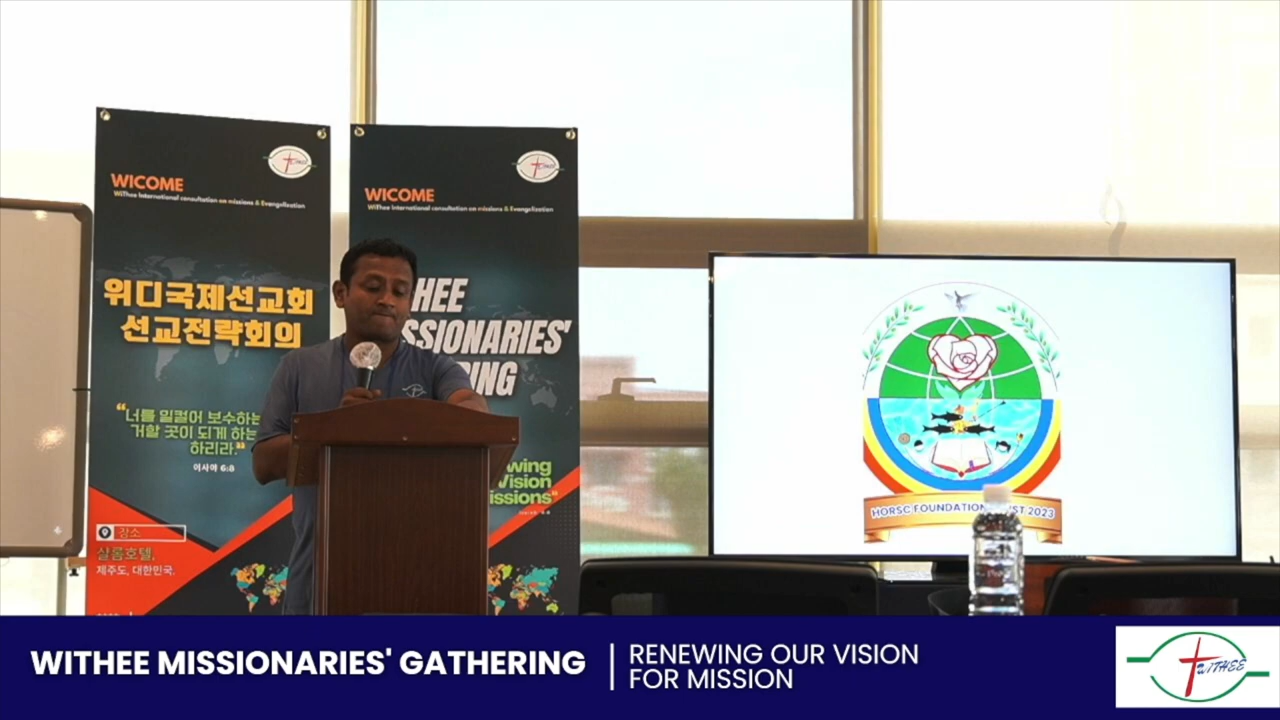 WICOME
WiThee International consultation on missions & Evangelization
위디국제선교회
선교전략회의
"너를 일컬어 보수하는
거할 곳이 되게 하는
하리라."
이사야 6:8
장소
샬롬호텔,
제주도, 대한민국.
WICOME
WiThee International consultation on missions & Evangelization
HEE
SSIONARIES'
RING
wing
Vision
issions"
HORSC FOUNDATION ST 2023
WITHEE MISSIONARIES' GATHERING
RENEWING OUR VISION
FOR MISSION
WiTHEE